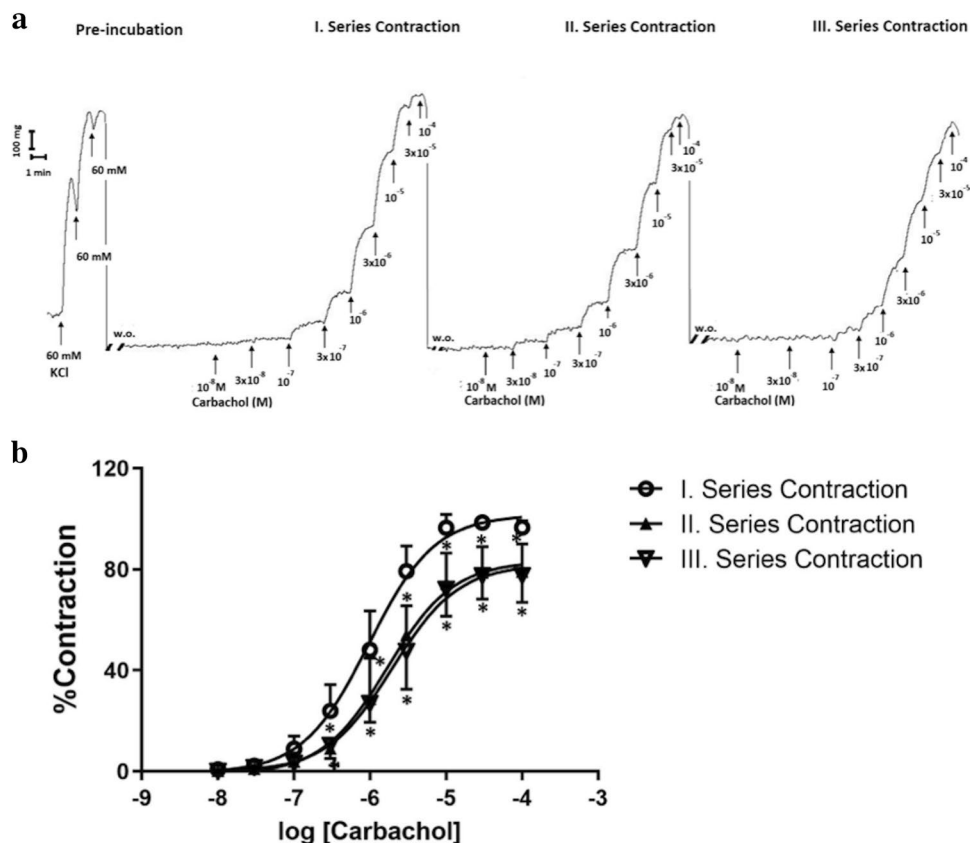 a
Pre-incubation
I. Series Contraction
II. Series Contraction
III. Series Contraction
100 mg
1 min
60 mM
60 mM
60 mM
KCl
w.o.
10⁻⁸M
3x10⁻⁸
10⁻⁷
3x10⁻⁷
10⁻⁶
3x10⁻⁶
10⁻⁵
3x10⁻⁵
10⁻⁴
Carbachol (M)
w.o.
10⁻⁸M
3x10⁻⁸
10⁻⁷
3x10⁻⁷
10⁻⁶
3x10⁻⁶
10⁻⁵
3x10⁻⁵
10⁻⁴
Carbachol (M)
w.o.
10⁻⁸M
3x10⁻⁸
10⁻⁷
3x10⁻⁷
10⁻⁶
3x10⁻⁶
10⁻⁵
3x10⁻⁵
10⁻⁴
Carbachol (M)
b
120
80
40
0
%Contraction
-9 -8 -7 -6 -5 -4 -3
log [Carbachol]
I. Series Contraction
II. Series Contraction
III. Series Contraction